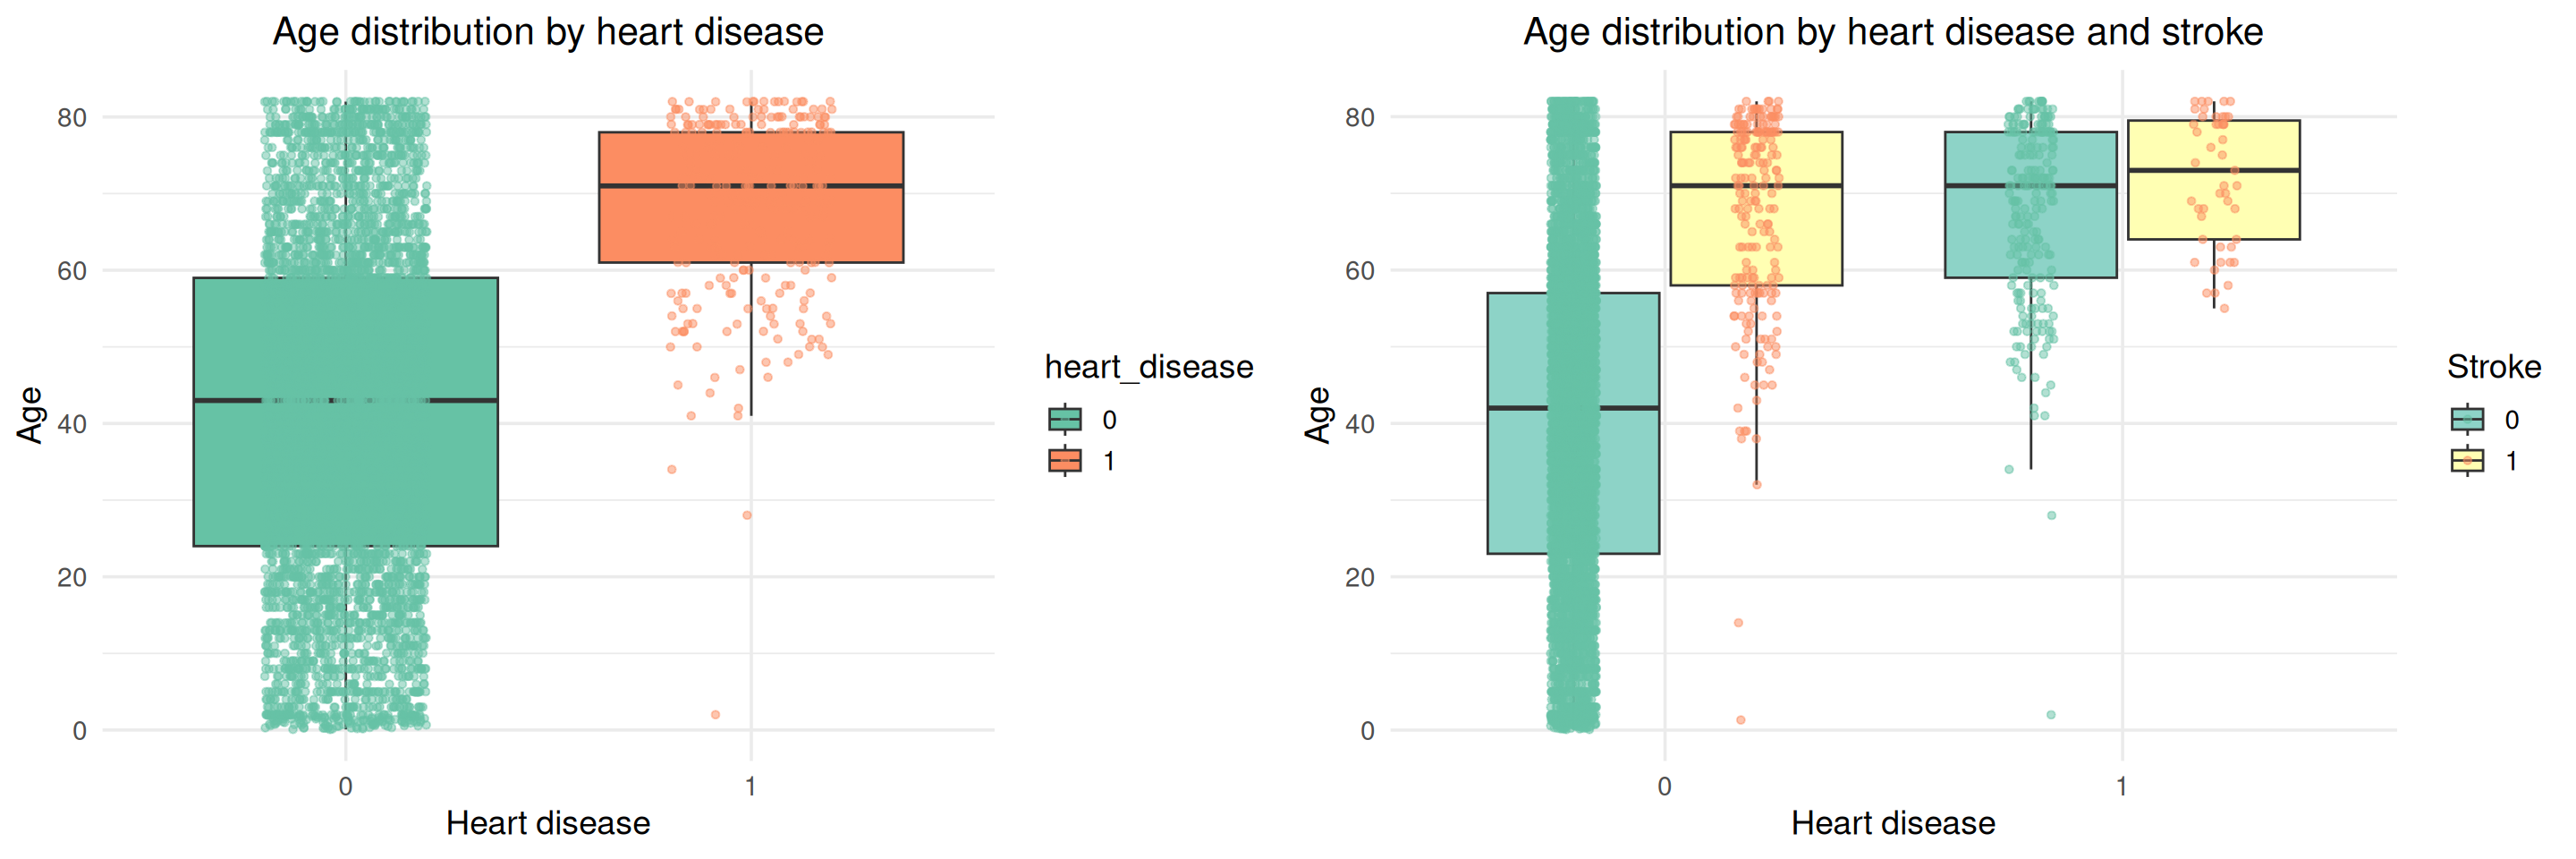 Age distribution by heart disease
80
60
40
20
0
Age
0
1
Heart disease
heart_disease
0
1
Age distribution by heart disease and stroke
80
60
40
20
0
Age
0
1
Heart disease
Stroke
0
1